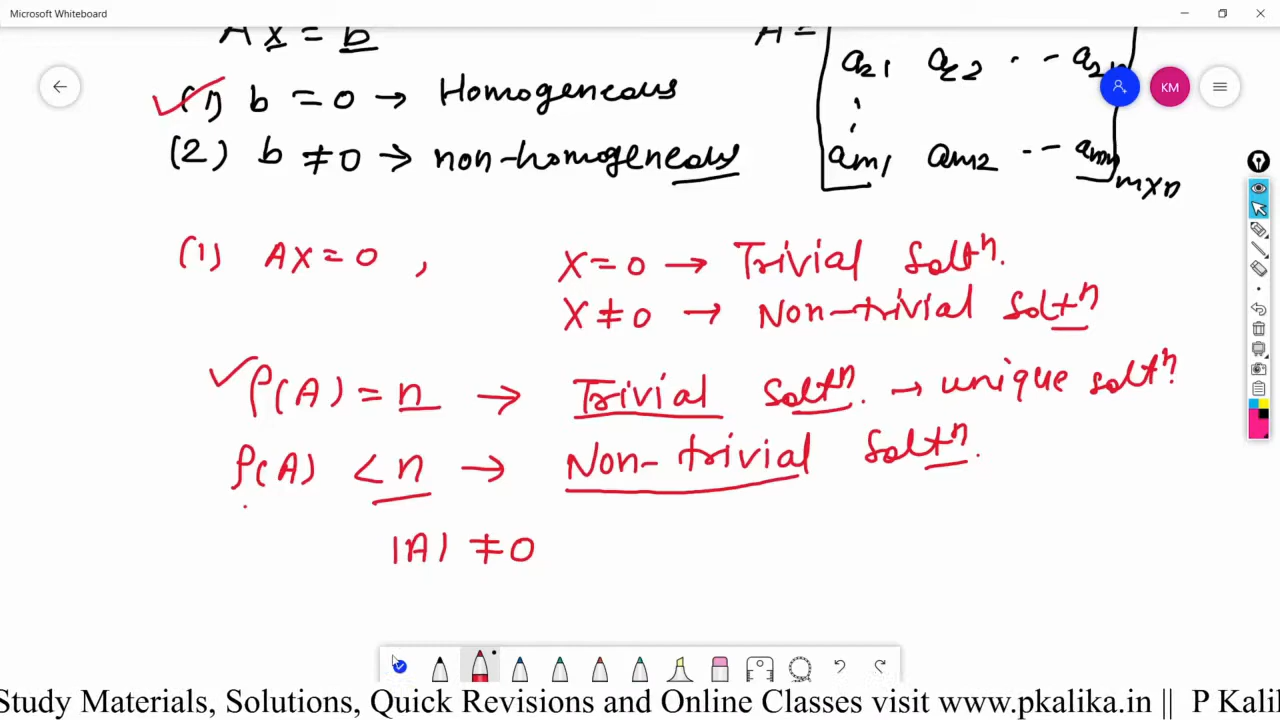 Microsoft Whiteboard
Ax = b
A =
(1) b = 0 → Homogeneous
(2) b ≠ 0 → non-homogeneous
a21 a22 ·· -- a2n
am1 am2 ·· -- amn
m×n
KM
(1) AX = 0 ,
X = 0 → Trivial Soltⁿ.
X ≠ 0 → Non-trivial Soltⁿ
ρ(A) = n → Trivial Soltⁿ. → unique soltⁿ.
ρ(A) < n → Non-trivial Soltⁿ.
|A| ≠ 0
Study Materials, Solutions, Quick Revisions and Online Classes visit www.pkalika.in || P Kali